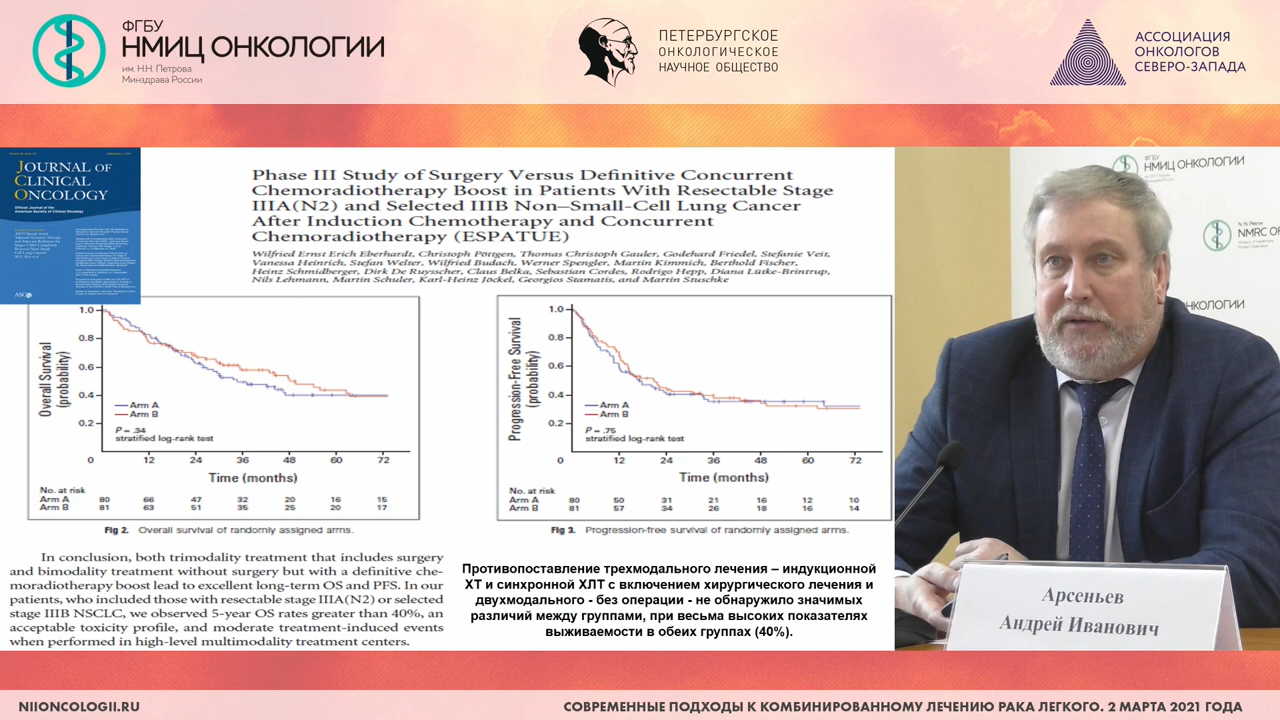 ФГБУ
НМИЦ ОНКОЛОГИИ
им. Н.Н. Петрова
Минздрава России
ПЕТЕРБУРГСКОЕ
ОНКОЛОГИЧЕСКОЕ
НАУЧНОЕ ОБЩЕСТВО
АССОЦИАЦИЯ
ОНКОЛОГОВ
СЕВЕРО-ЗАПАДА
JOURNAL OF
CLINICAL
ONCOLOGY
Official Journal of the
American Society of Clinical Oncology
ASCO
Phase III Study of Surgery Versus Definitive Concurrent
Chemoradiotherapy Boost in Patients With Resectable Stage
IIIA(N2) and Selected IIIB Non–Small-Cell Lung Cancer
After Induction Chemotherapy and Concurrent
Chemoradiotherapy (ESPATUE)
Wilfried Ernst Erich Eberhardt, Christoph Pöttgen, Thomas Christoph Gauler, Godehard Friedel, Stefanie Veit,
Vanessa Heinrich, Stefan Welter, Wilfried Budach, Werner Spengler, Martin Kimmich, Berthold Fischer,
Heinz Schmidberger, Dirk De Ruysscher, Claus Belka, Sebastian Cordes, Rodrigo Hepp, Diana Lütke-Brintrup,
Nils Lehmann, Martin Schuler, Karl-Heinz Jöckel, Georgios Stamatis, and Martin Stuschke
Overall Survival
(probability)
1.0
0.8
0.6
0.4
0.2
Arm A
Arm B
P = .34
stratified log-rank test
0 12 24 36 48 60 72
Time (months)
No. at risk
Arm A 80 66 47 32 20 16 15
Arm B 81 63 51 35 25 20 17
Fig 2. Overall survival of randomly assigned arms.
Progression-Free Survival
(probability)
1.0
0.8
0.6
0.4
0.2
Arm A
Arm B
P = .75
stratified log-rank test
0 12 24 36 48 60 72
Time (months)
No. at risk
Arm A 80 50 31 21 16 12 10
Arm B 81 57 34 26 18 16 14
Fig 3. Progression-free survival of randomly assigned arms.
In conclusion, both trimodality treatment that includes surgery
and bimodality treatment without surgery but with a definitive che-
moradiotherapy boost lead to excellent long-term OS and PFS. In our
patients, who included those with resectable stage IIIA(N2) or selected
stage IIIB NSCLC, we observed 5-year OS rates greater than 40%, an
acceptable toxicity profile, and moderate treatment-induced events
when performed in high-level multimodality treatment centers.
Противопоставление трехмодального лечения – индукционной
ХТ и синхронной ХЛТ с включением хирургического лечения и
двухмодального - без операции - не обнаружило значимых
различий между группами, при весьма высоких показателях
выживаемости в обеих группах (40%).
ФГБУ
НМИЦ ОНКОЛОГИИ
N.N. Petrov
NMRC OF
ОНКОЛОГИИ
Арсеньев
Андрей Иванович
NIIONCOLOGII.RU
СОВРЕМЕННЫЕ ПОДХОДЫ К КОМБИНИРОВАННОМУ ЛЕЧЕНИЮ РАКА ЛЕГКОГО. 2 МАРТА 2021 ГОДА